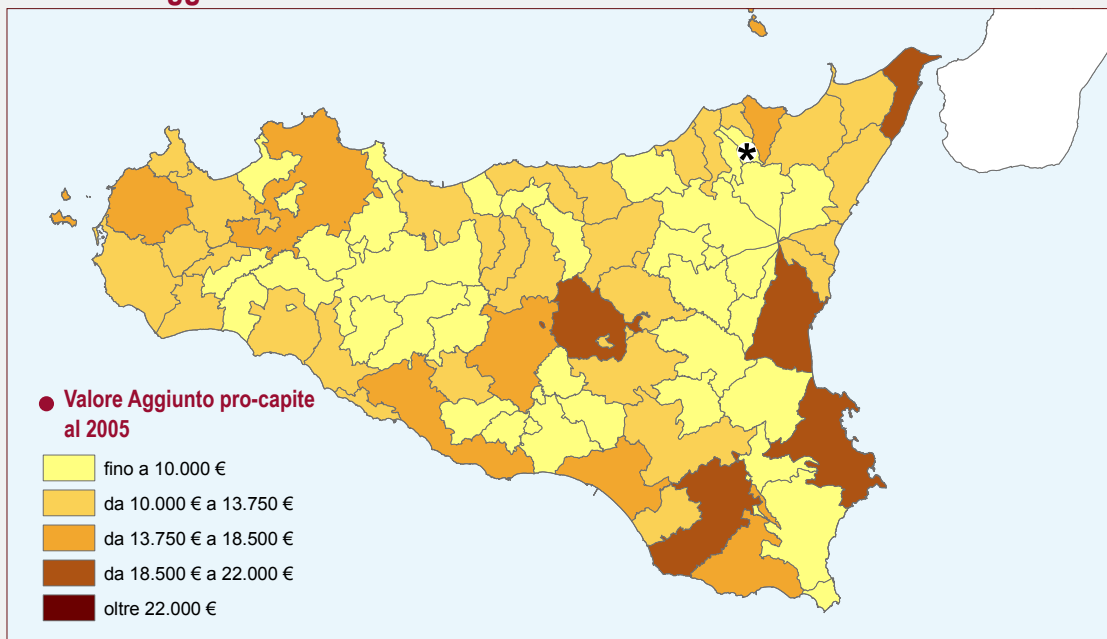 Valore Aggiunto pro-capite
al 2005
fino a 10.000 €
da 10.000 € a 13.750 €
da 13.750 € a 18.500 €
da 18.500 € a 22.000 €
oltre 22.000 €